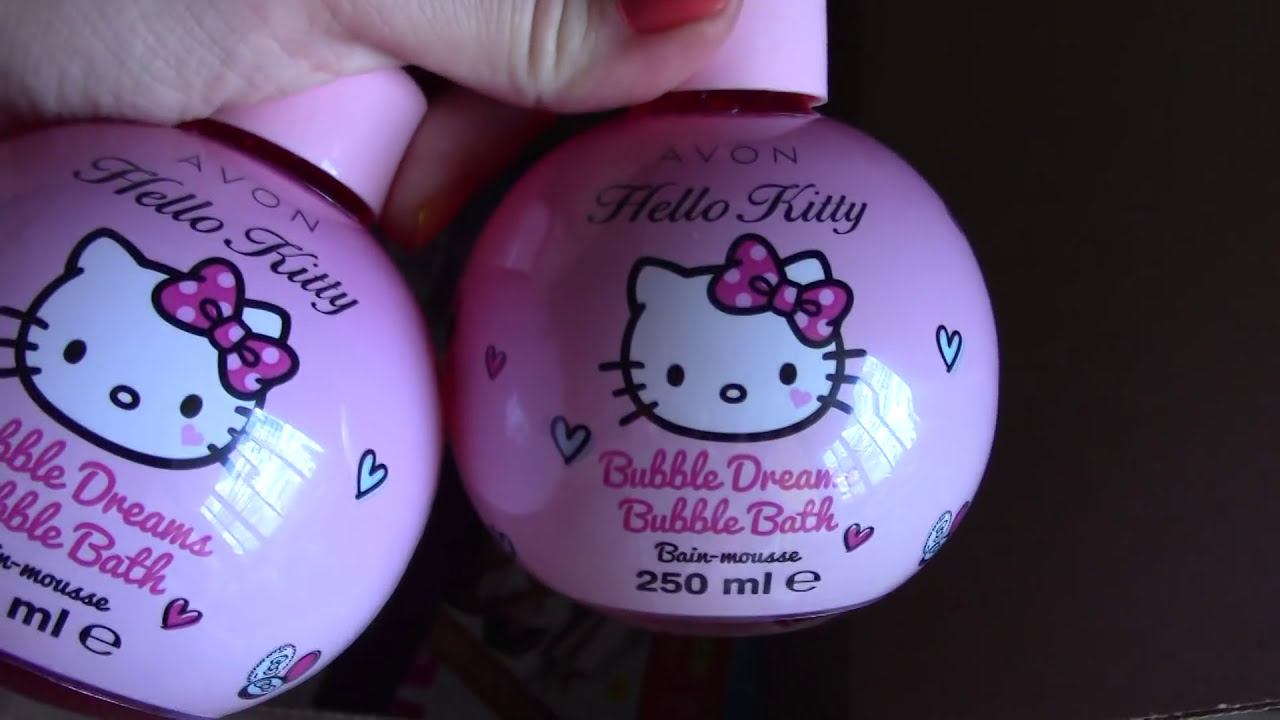 AVON
Hello Kitty
bble Dreams
bble Bath
n-mousse
ml e
AVON
Hello Kitty
Bubble Dream
Bubble Bath
Bain-mousse
250 ml e